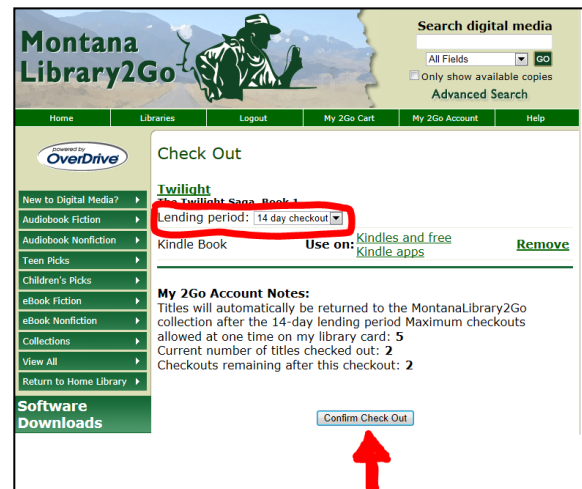 Montana
Library2Go
Search digital media
All Fields
GO
Only show available copies
Advanced Search
Home
Libraries
Logout
My 2Go Cart
My 2Go Account
Help
powered by
OverDrive
New to Digital Media?
Audiobook Fiction
Audiobook Nonfiction
Teen Picks
Children's Picks
eBook Fiction
eBook Nonfiction
Collections
View All
Return to Home Library
Software
Downloads
Check Out
Twilight
The Twilight Saga, Book 1
Lending period: 14 day checkout
Kindle Book Use on: Kindles and free
Kindle apps
Remove
My 2Go Account Notes:
Titles will automatically be returned to the MontanaLibrary2Go
collection after the 14-day lending period Maximum checkouts
allowed at one time on my library card: 5
Current number of titles checked out: 2
Checkouts remaining after this checkout: 2
Confirm Check Out